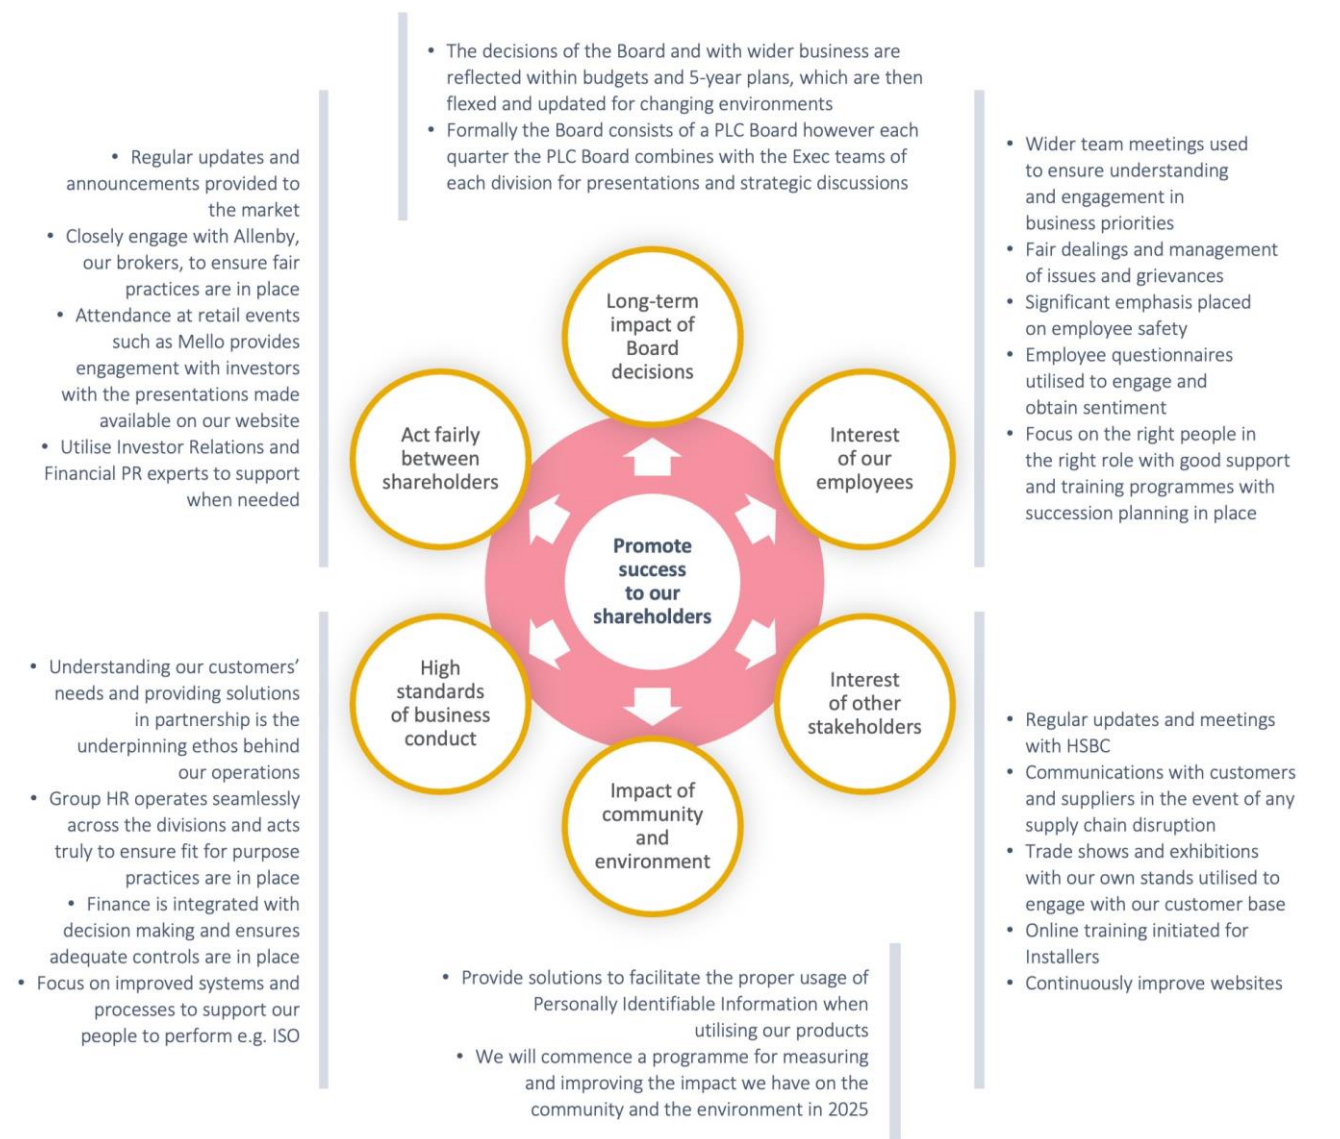 • The decisions of the Board and with wider business are
reflected within budgets and 5-year plans, which are then
flexed and updated for changing environments
• Formally the Board consists of a PLC Board however each
quarter the PLC Board combines with the Exec teams of
each division for presentations and strategic discussions
• Regular updates and
announcements provided to
the market
• Closely engage with Allenby,
our brokers, to ensure fair
practices are in place
• Attendance at retail events
such as Mello provides
engagement with investors
with the presentations made
available on our website
• Utilise Investor Relations and
Financial PR experts to support
when needed
• Wider team meetings used
to ensure understanding
and engagement in
business priorities
• Fair dealings and management
of issues and grievances
• Significant emphasis placed
on employee safety
• Employee questionnaires
utilised to engage and
obtain sentiment
• Focus on the right people in
the right role with good support
and training programmes with
succession planning in place
Long-term
impact of
Board
decisions
Act fairly
between
shareholders
Interest
of our
employees
Promote
success
to our
shareholders
High
standards
of business
conduct
Interest
of other
stakeholders
Impact of
community
and
environment
• Understanding our customers’
needs and providing solutions
in partnership is the
underpinning ethos behind
our operations
• Group HR operates seamlessly
across the divisions and acts
truly to ensure fit for purpose
practices are in place
• Finance is integrated with
decision making and ensures
adequate controls are in place
• Focus on improved systems and
processes to support our
people to perform e.g. ISO
• Regular updates and meetings
with HSBC
• Communications with customers
and suppliers in the event of any
supply chain disruption
• Trade shows and exhibitions
with our own stands utilised to
engage with our customer base
• Online training initiated for
Installers
• Continuously improve websites
• Provide solutions to facilitate the proper usage of
Personally Identifiable Information when
utilising our products
• We will commence a programme for measuring
and improving the impact we have on the
community and the environment in 2025